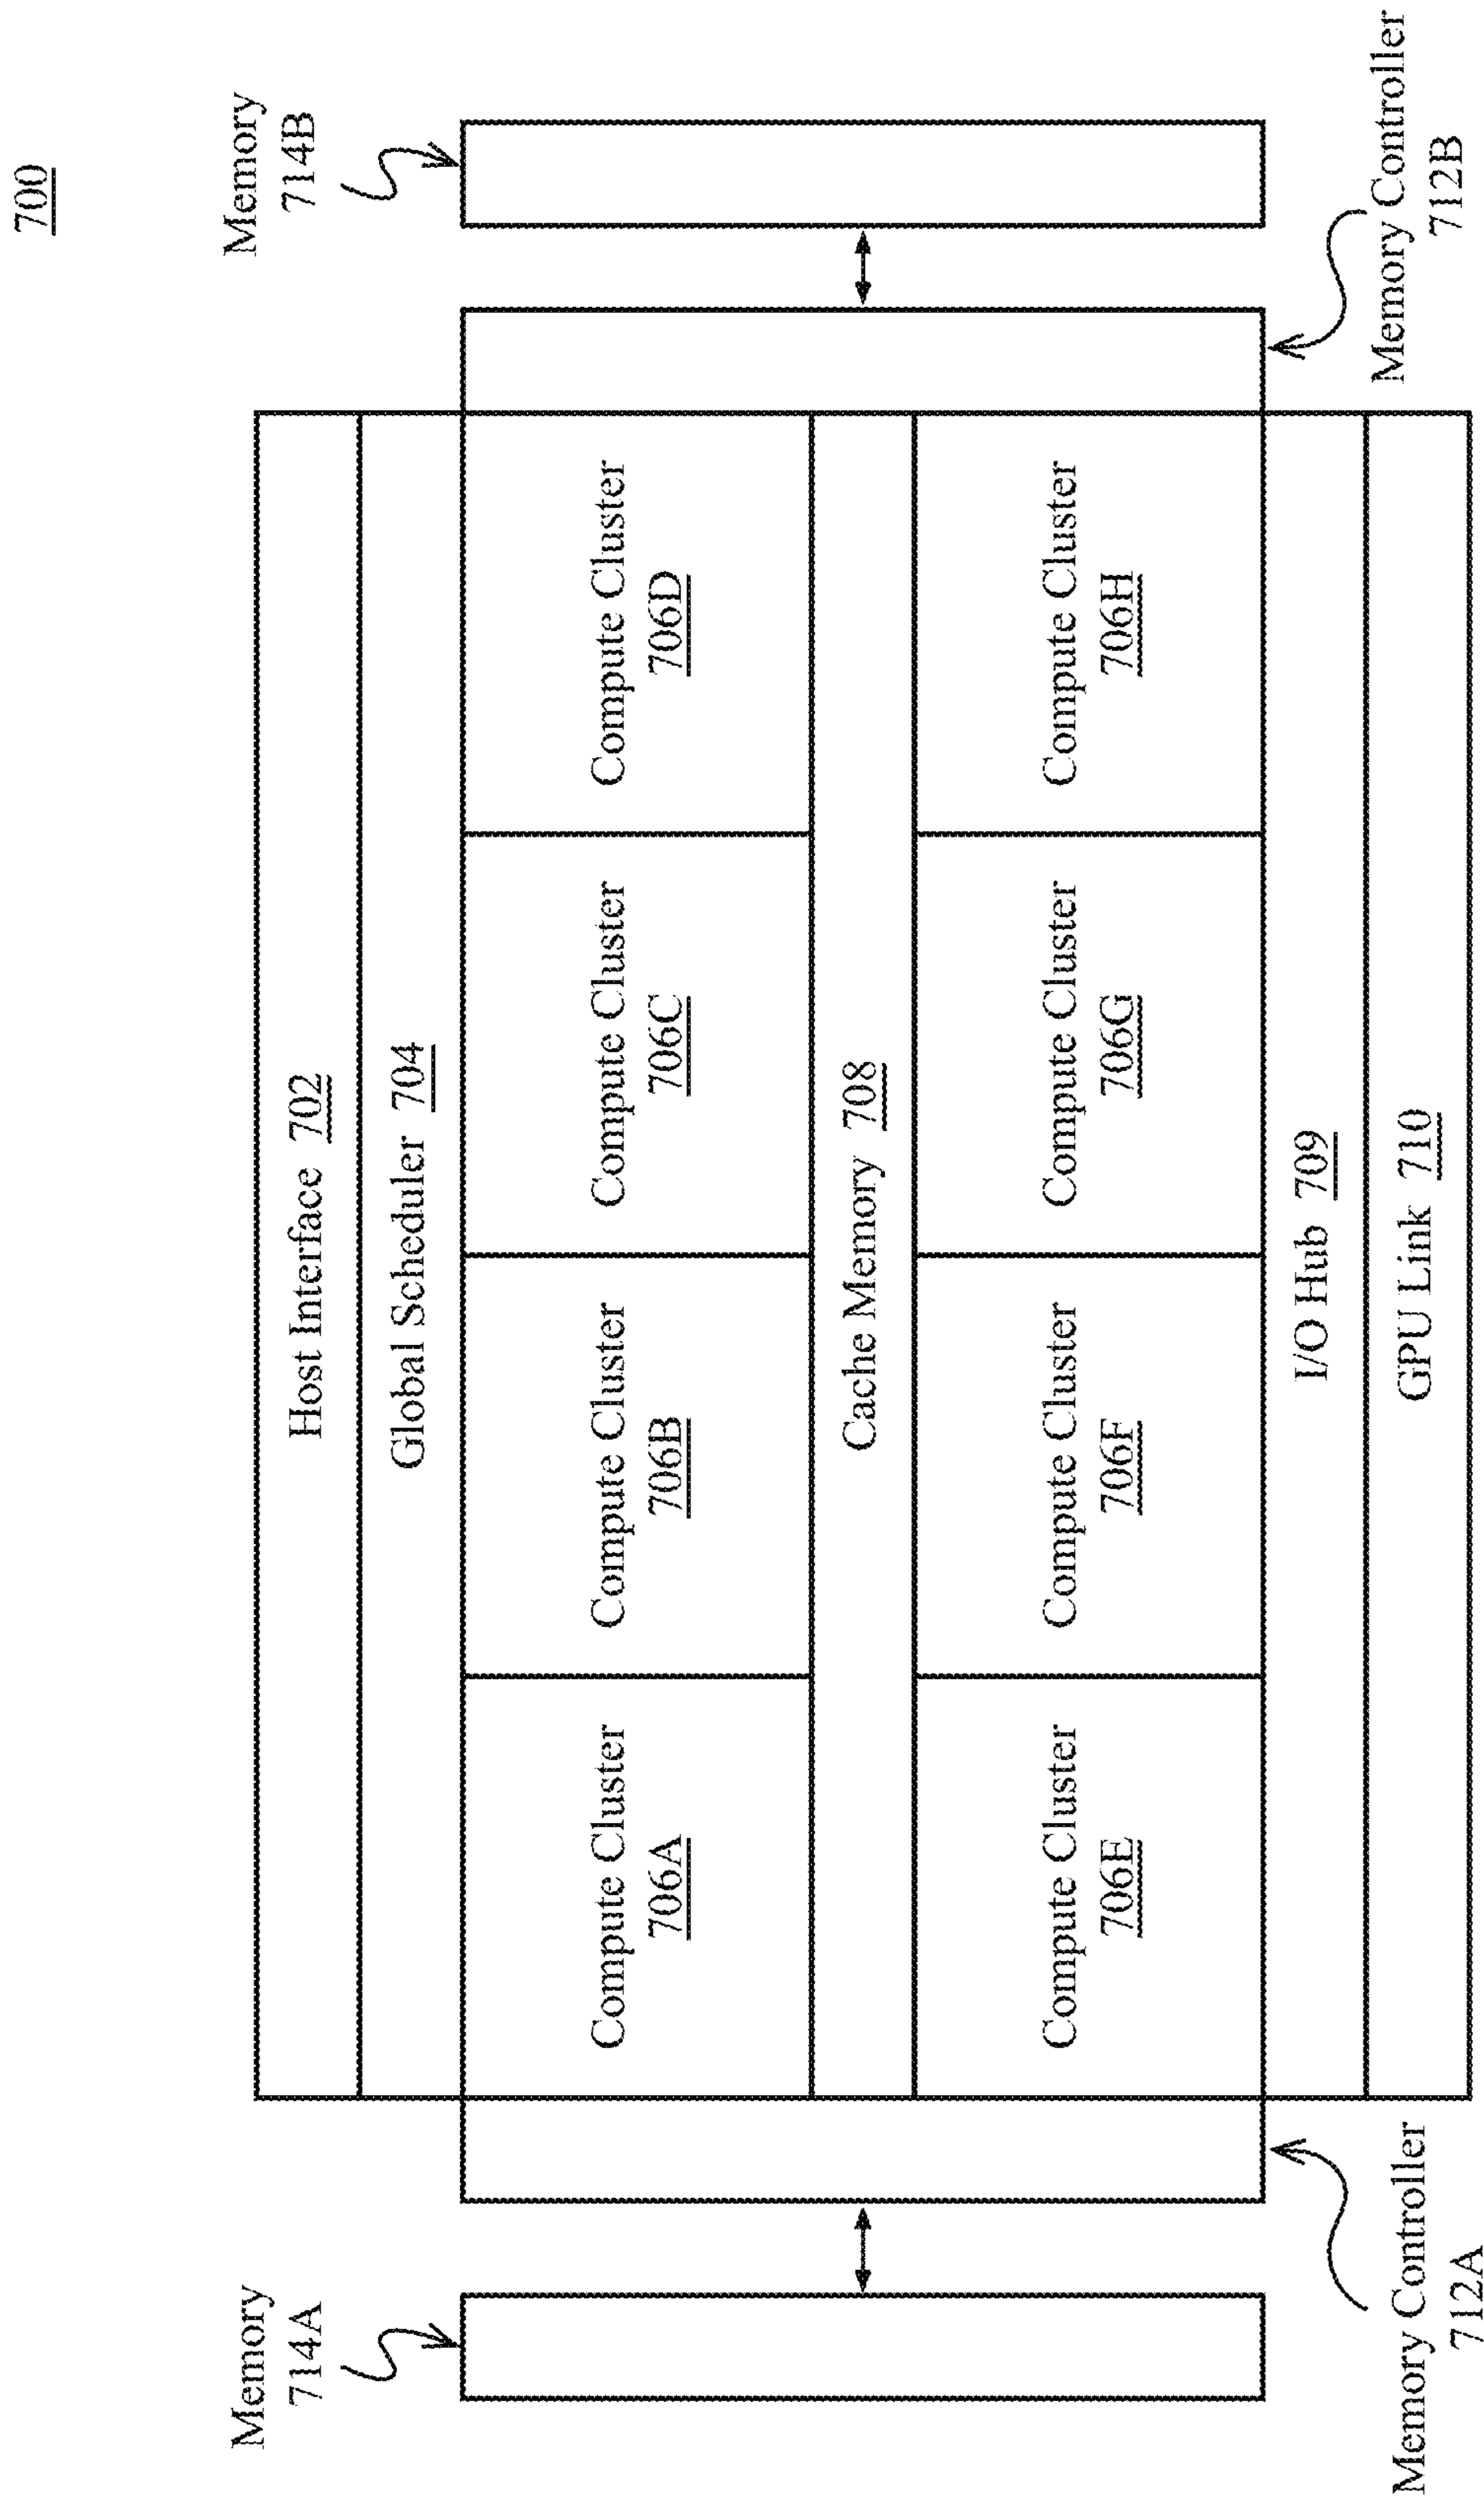 700
Memory
714A
Memory
714B
Host Interface 702
Global Scheduler 704
Compute Cluster
706A
Compute Cluster
706B
Compute Cluster
706C
Compute Cluster
706D
Cache Memory 708
Compute Cluster
706E
Compute Cluster
706F
Compute Cluster
706G
Compute Cluster
706H
I/O Hub 709
GPU Link 710
Memory Controller
712A
Memory Controller
712B